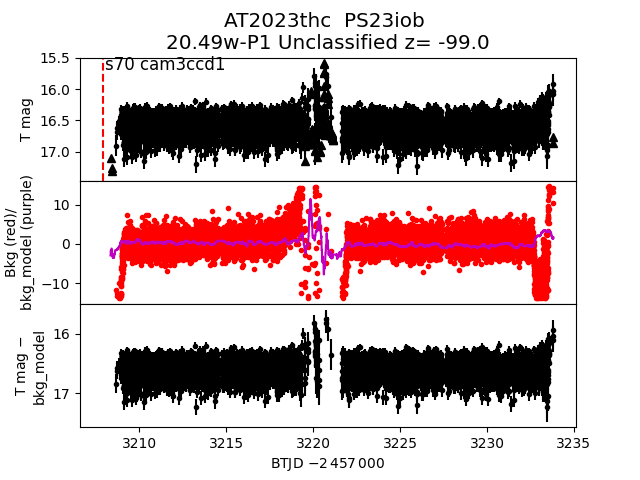 AT2023thc  PS23iob
20.49w-P1 Unclassified z= -99.0
s70 cam3ccd1
15.5
16.0
16.5
17.0
T mag
10
0
−10
Bkg (red)/
bkg_model (purple)
16
17
T mag −
bkg_model
3210
3215
3220
3225
3230
3235
BTJD −2 457 000